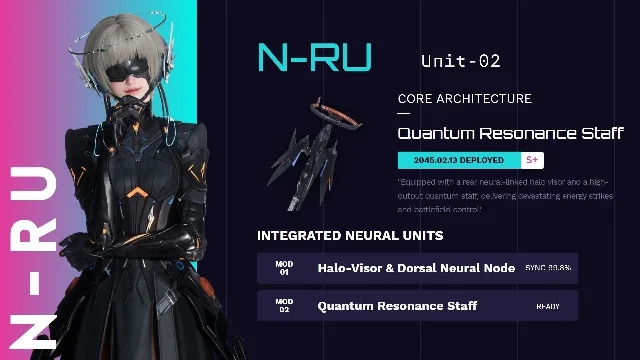 N-RU
N-RU
Unit-02
CORE ARCHITECTURE
Quantum Resonance Staff
2045.02.13 DEPLOYED S+
"Equipped with a rear neural-linked halo visor and a high-
output quantum staff, delivering devastating energy strikes
and battlefield control."
INTEGRATED NEURAL UNITS
MOD
01
Halo-Visor & Dorsal Neural Node
SYNC 99.8%
MOD
02
Quantum Resonance Staff
READY